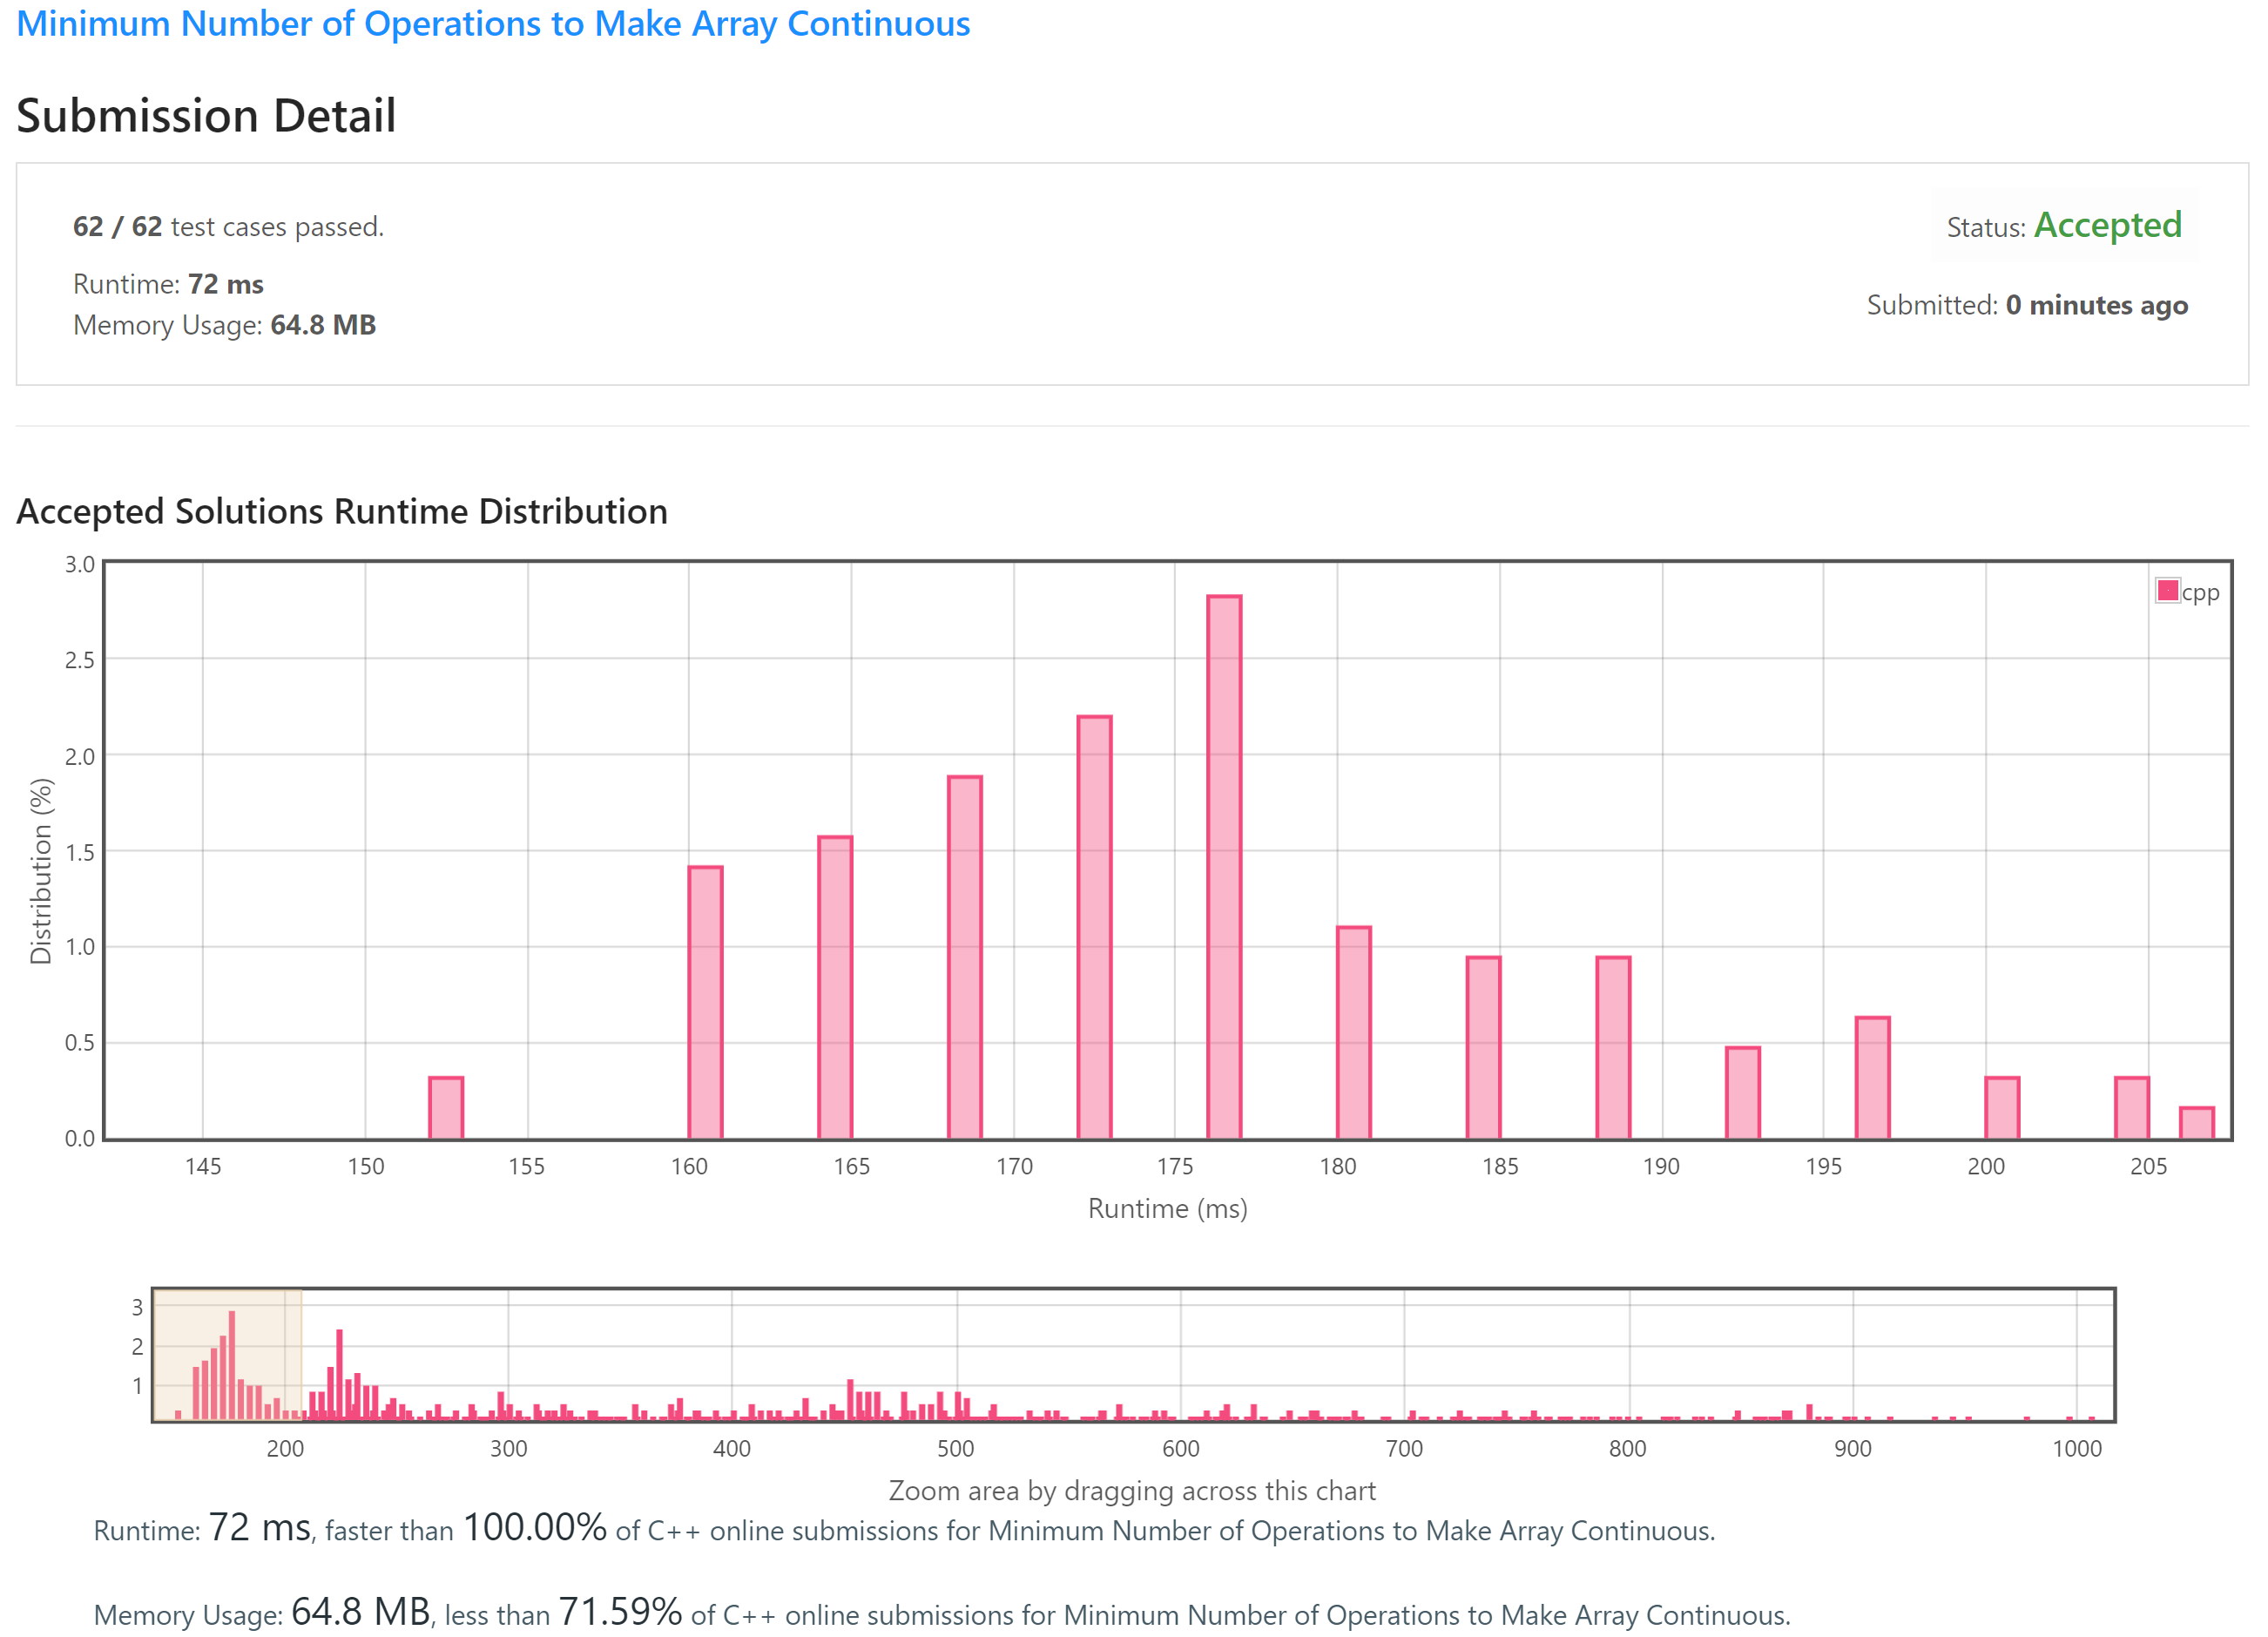 Minimum Number of Operations to Make Array Continuous
Submission Detail
62 / 62 test cases passed.
Status: Accepted
Runtime: 72 ms
Submitted: 0 minutes ago
Memory Usage: 64.8 MB
Accepted Solutions Runtime Distribution
3.0
cpp
2.5
2.0
1.5
1.0
0.5
0.0
Distribution (%)
145 150 155 160 165 170 175 180 185 190 195 200 205
Runtime (ms)
3
2
1
200 300 400 500 600 700 800 900 1000
Zoom area by dragging across this chart
Runtime: 72 ms, faster than 100.00% of C++ online submissions for Minimum Number of Operations to Make Array Continuous.
Memory Usage: 64.8 MB, less than 71.59% of C++ online submissions for Minimum Number of Operations to Make Array Continuous.